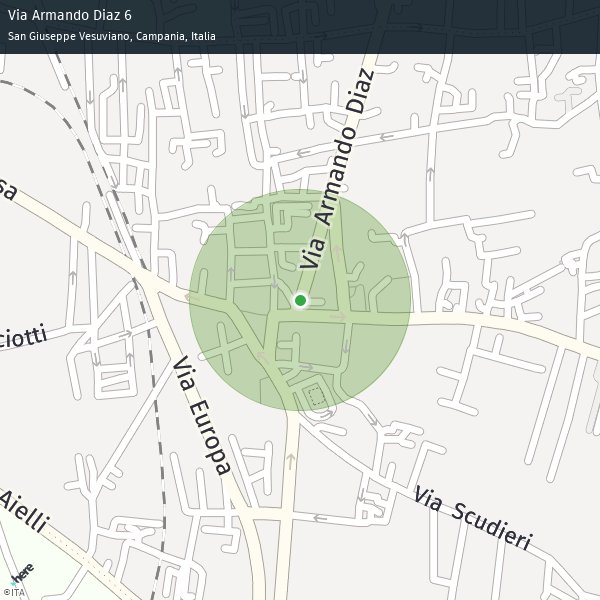 Via Armando Diaz 6
San Giuseppe Vesuviano, Campania, Italia
Via Armando Diaz
sa
ciotti
Via Europa
Aielli
Via Scudieri
here
©ITA